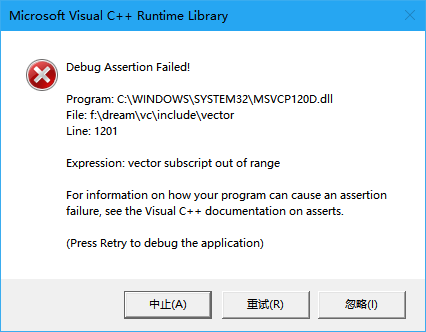 Microsoft Visual C++ Runtime Library
Debug Assertion Failed!
Program: C:\WINDOWS\SYSTEM32\MSVCP120D.dll
File: f:\dream\vc\include\vector
Line: 1201
Expression: vector subscript out of range
For information on how your program can cause an assertion
failure, see the Visual C++ documentation on asserts.
(Press Retry to debug the application)
中止(A) 重试(R) 忽略(I)